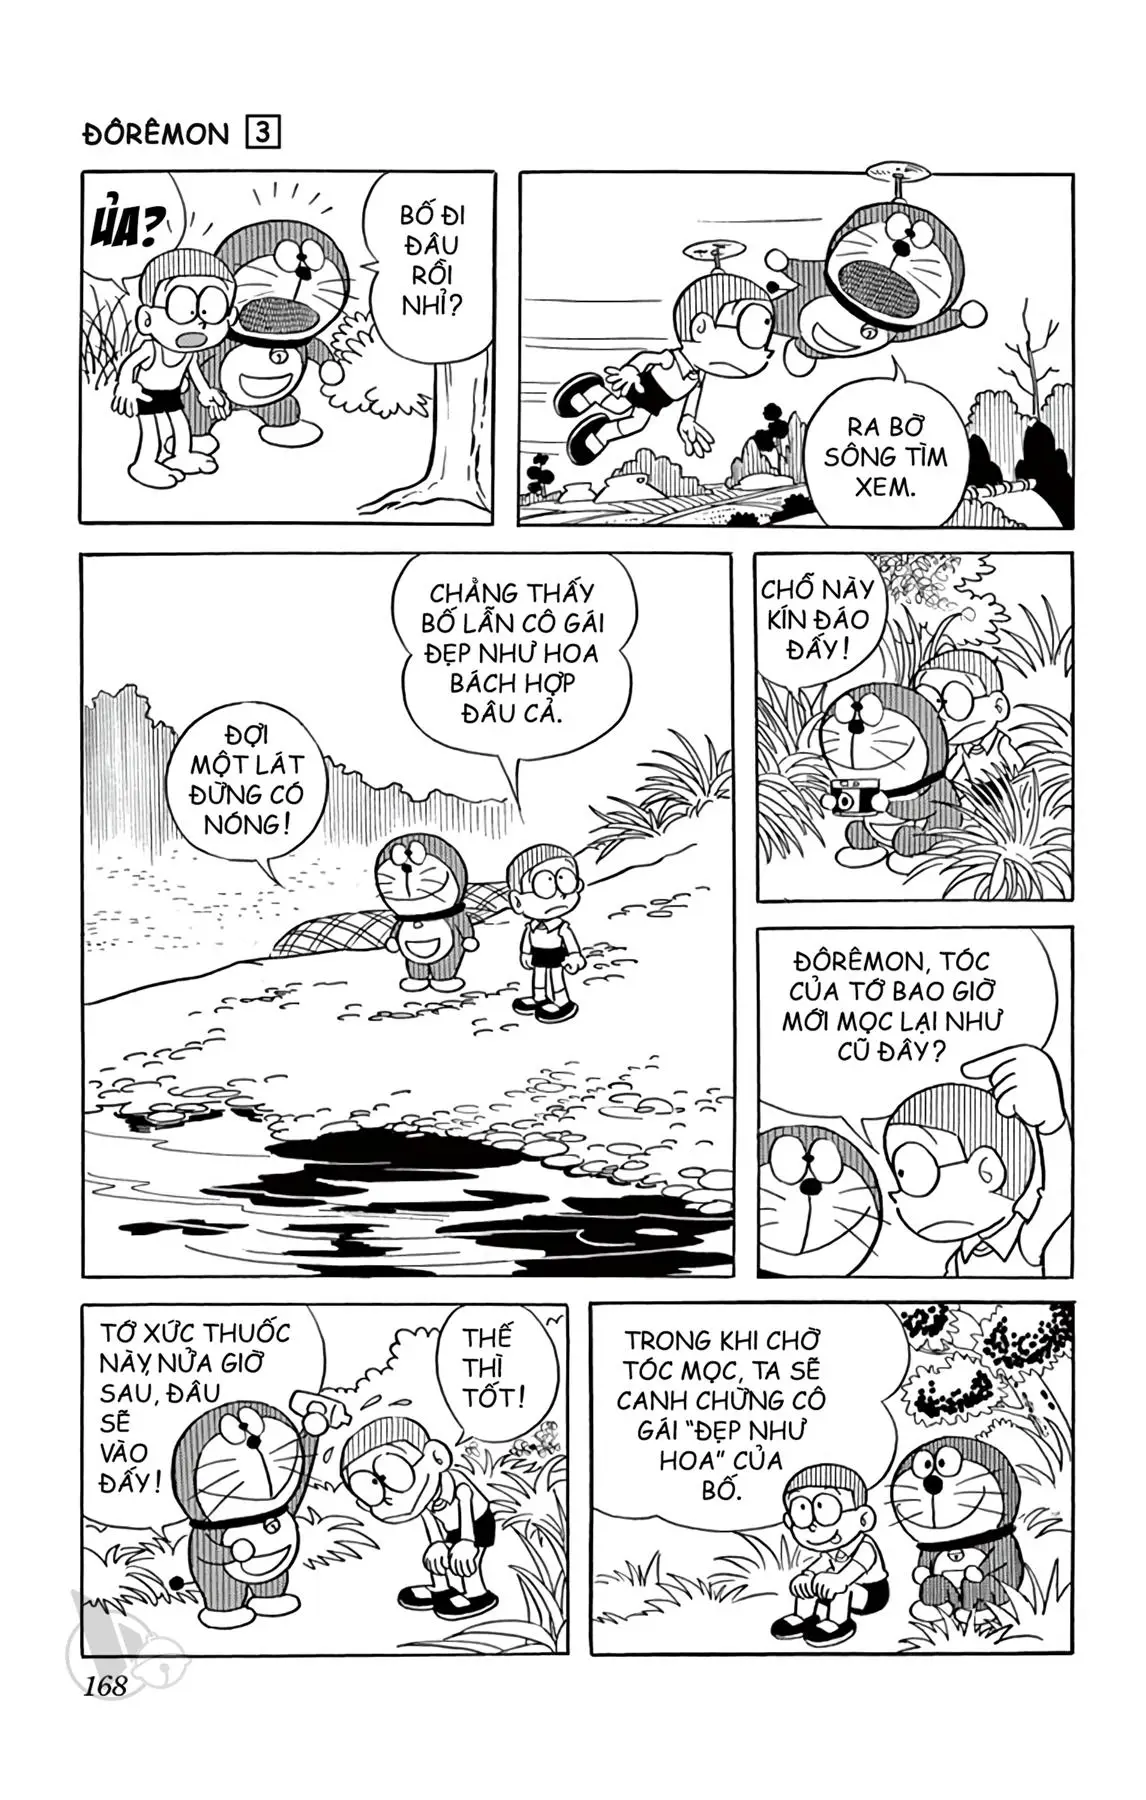 ĐÔRÊMON 3
ỦA?
BỐ ĐI
ĐÂU
RỒI
NHỈ?
RA BỜ
SÔNG TÌM
XEM.
CHẲNG THẤY
BỐ LẪN CÔ GÁI
ĐẸP NHƯ HOA
BÁCH HỢP
ĐÂU CẢ.
ĐỢI
MỘT LÁT
ĐỪNG CÓ
NÓNG!
CHỖ NÀY
KÍN ĐÁO
ĐẤY!
ĐÔRÊMON, TÓC
CỦA TỚ BAO GIỜ
MỚI MỌC LẠI NHƯ
CŨ ĐÂY?
TỚ XỨC THUỐC
NÀY, NỬA GIỜ
SAU, ĐÂU
SẼ
VÀO
ĐẤY!
THẾ
THÌ
TỐT!
TRONG KHI CHỜ
TÓC MỌC, TA SẼ
CANH CHỪNG CÔ
GÁI "ĐẸP NHƯ
HOA" CỦA
BỐ.
168